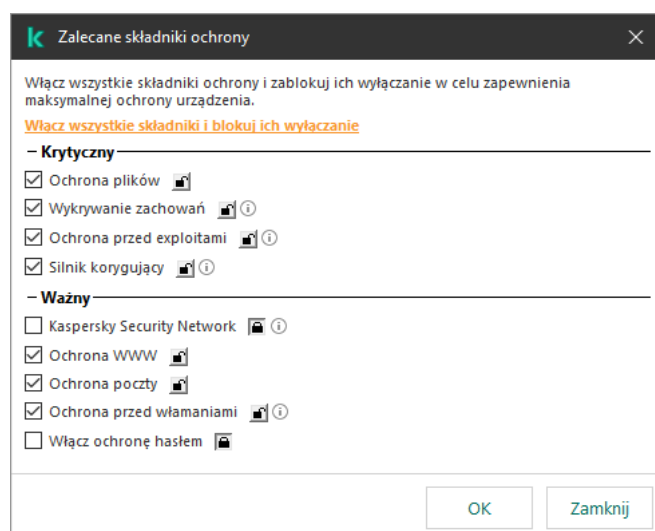 Zalecane składniki ochrony
Włącz wszystkie składniki ochrony i zablokuj ich wyłączanie w celu zapewnienia
maksymalnej ochrony urządzenia.
Włącz wszystkie składniki i blokuj ich wyłączanie
Krytyczny
Ochrona plików
Wykrywanie zachowań
Ochrona przed exploitami
Silnik korygujący
Ważny
Kaspersky Security Network
Ochrona WWW
Ochrona poczty
Ochrona przed włamaniami
Włącz ochronę hasłem
OK Zamknij